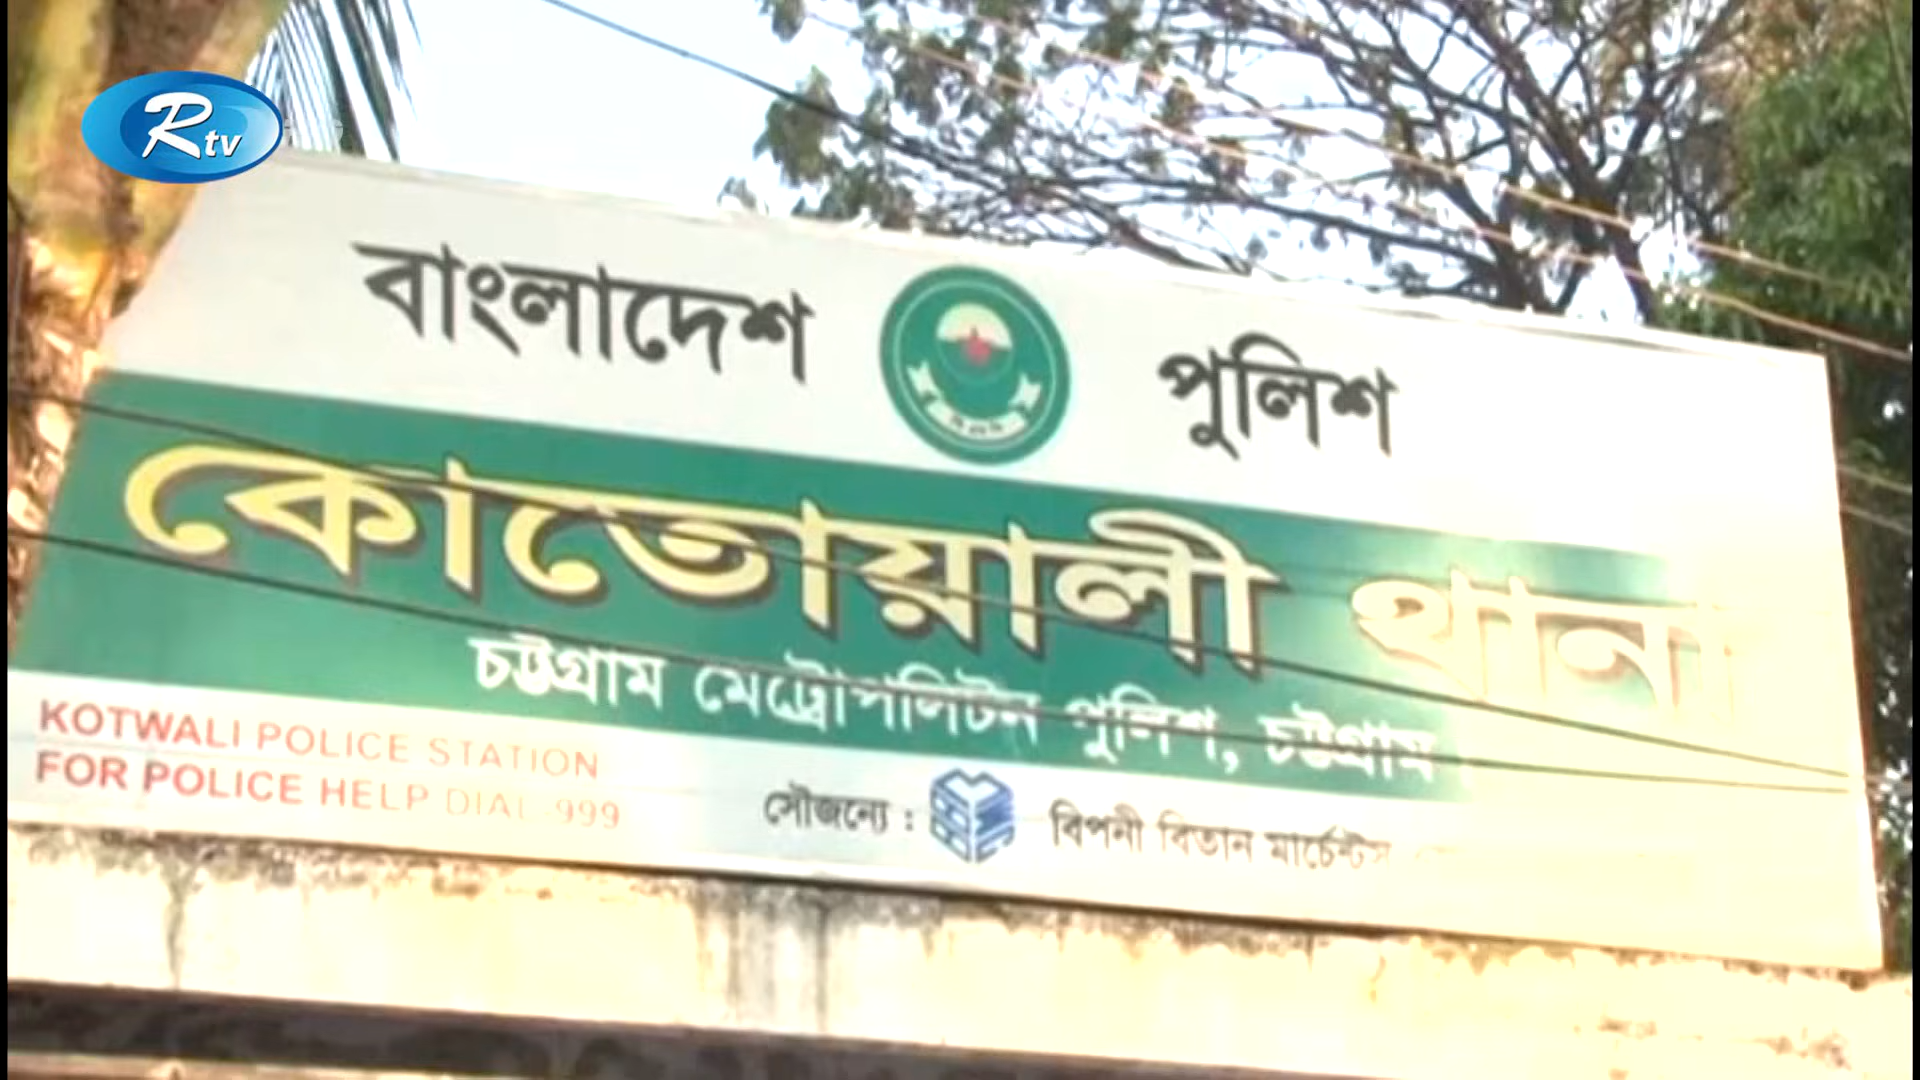 Rtv
বাংলাদেশ পুলিশ
কোতোয়ালী থানা
চট্টগ্রাম মেট্রোপলিটন পুলিশ, চট্টগ্রাম
KOTWALI POLICE STATION
FOR POLICE HELP DIAL 999
সৌজন্যে : বিপনী বিতান মার্চেন্টস